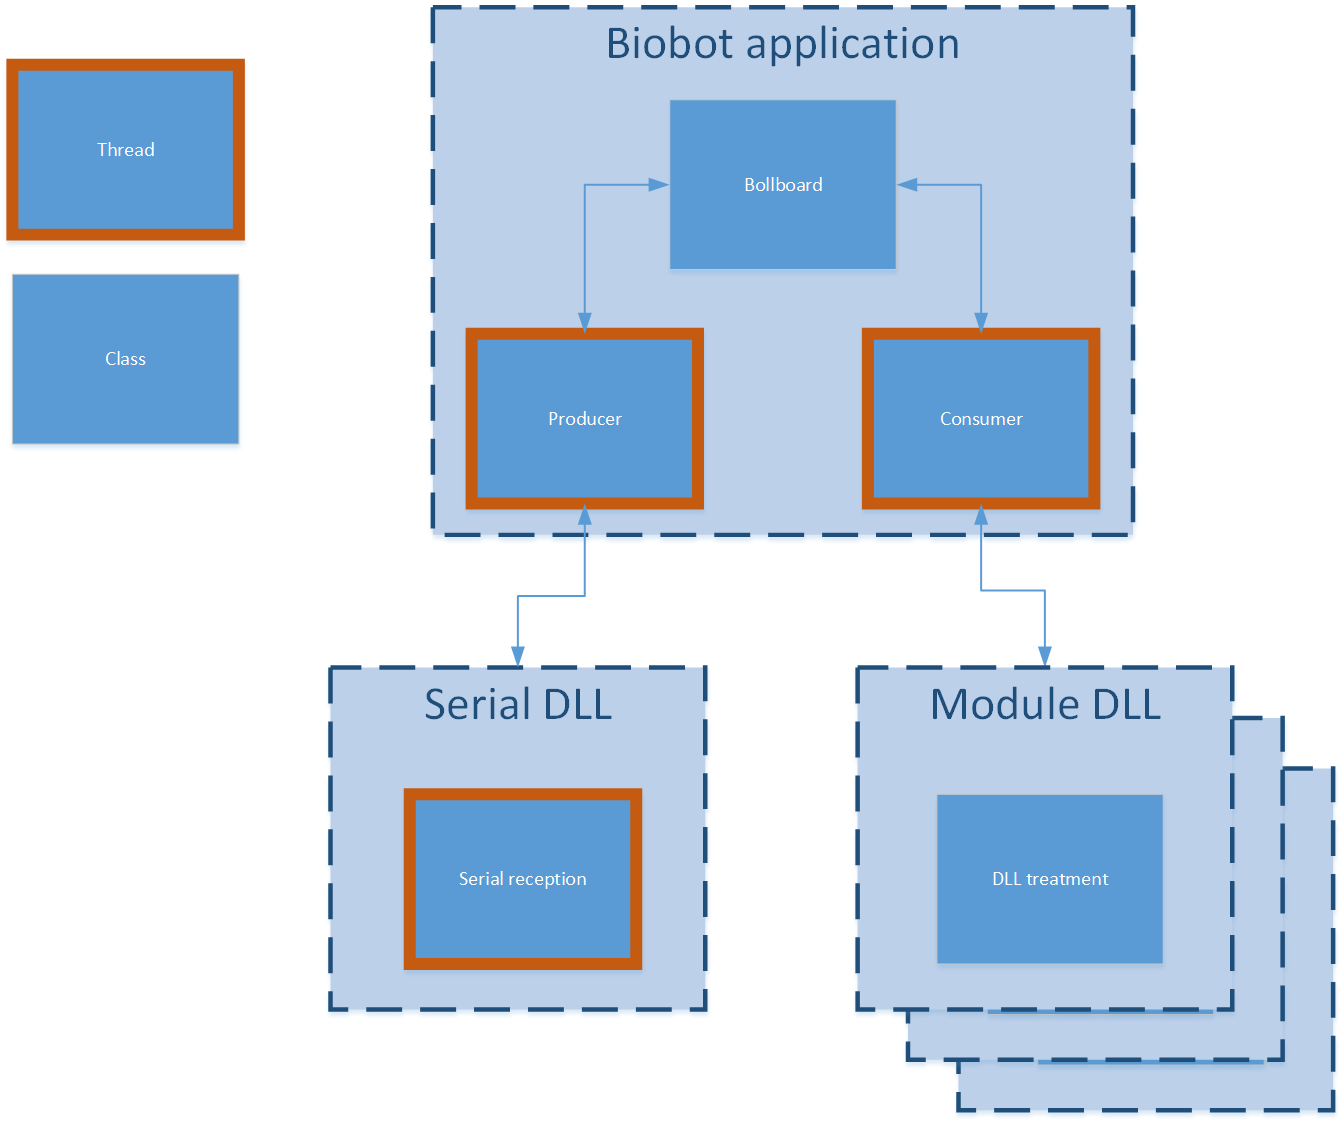 Biobot application
Thread
Bollboard
Class
Producer
Consumer
Serial DLL
Module DLL
Serial reception
DLL treatment